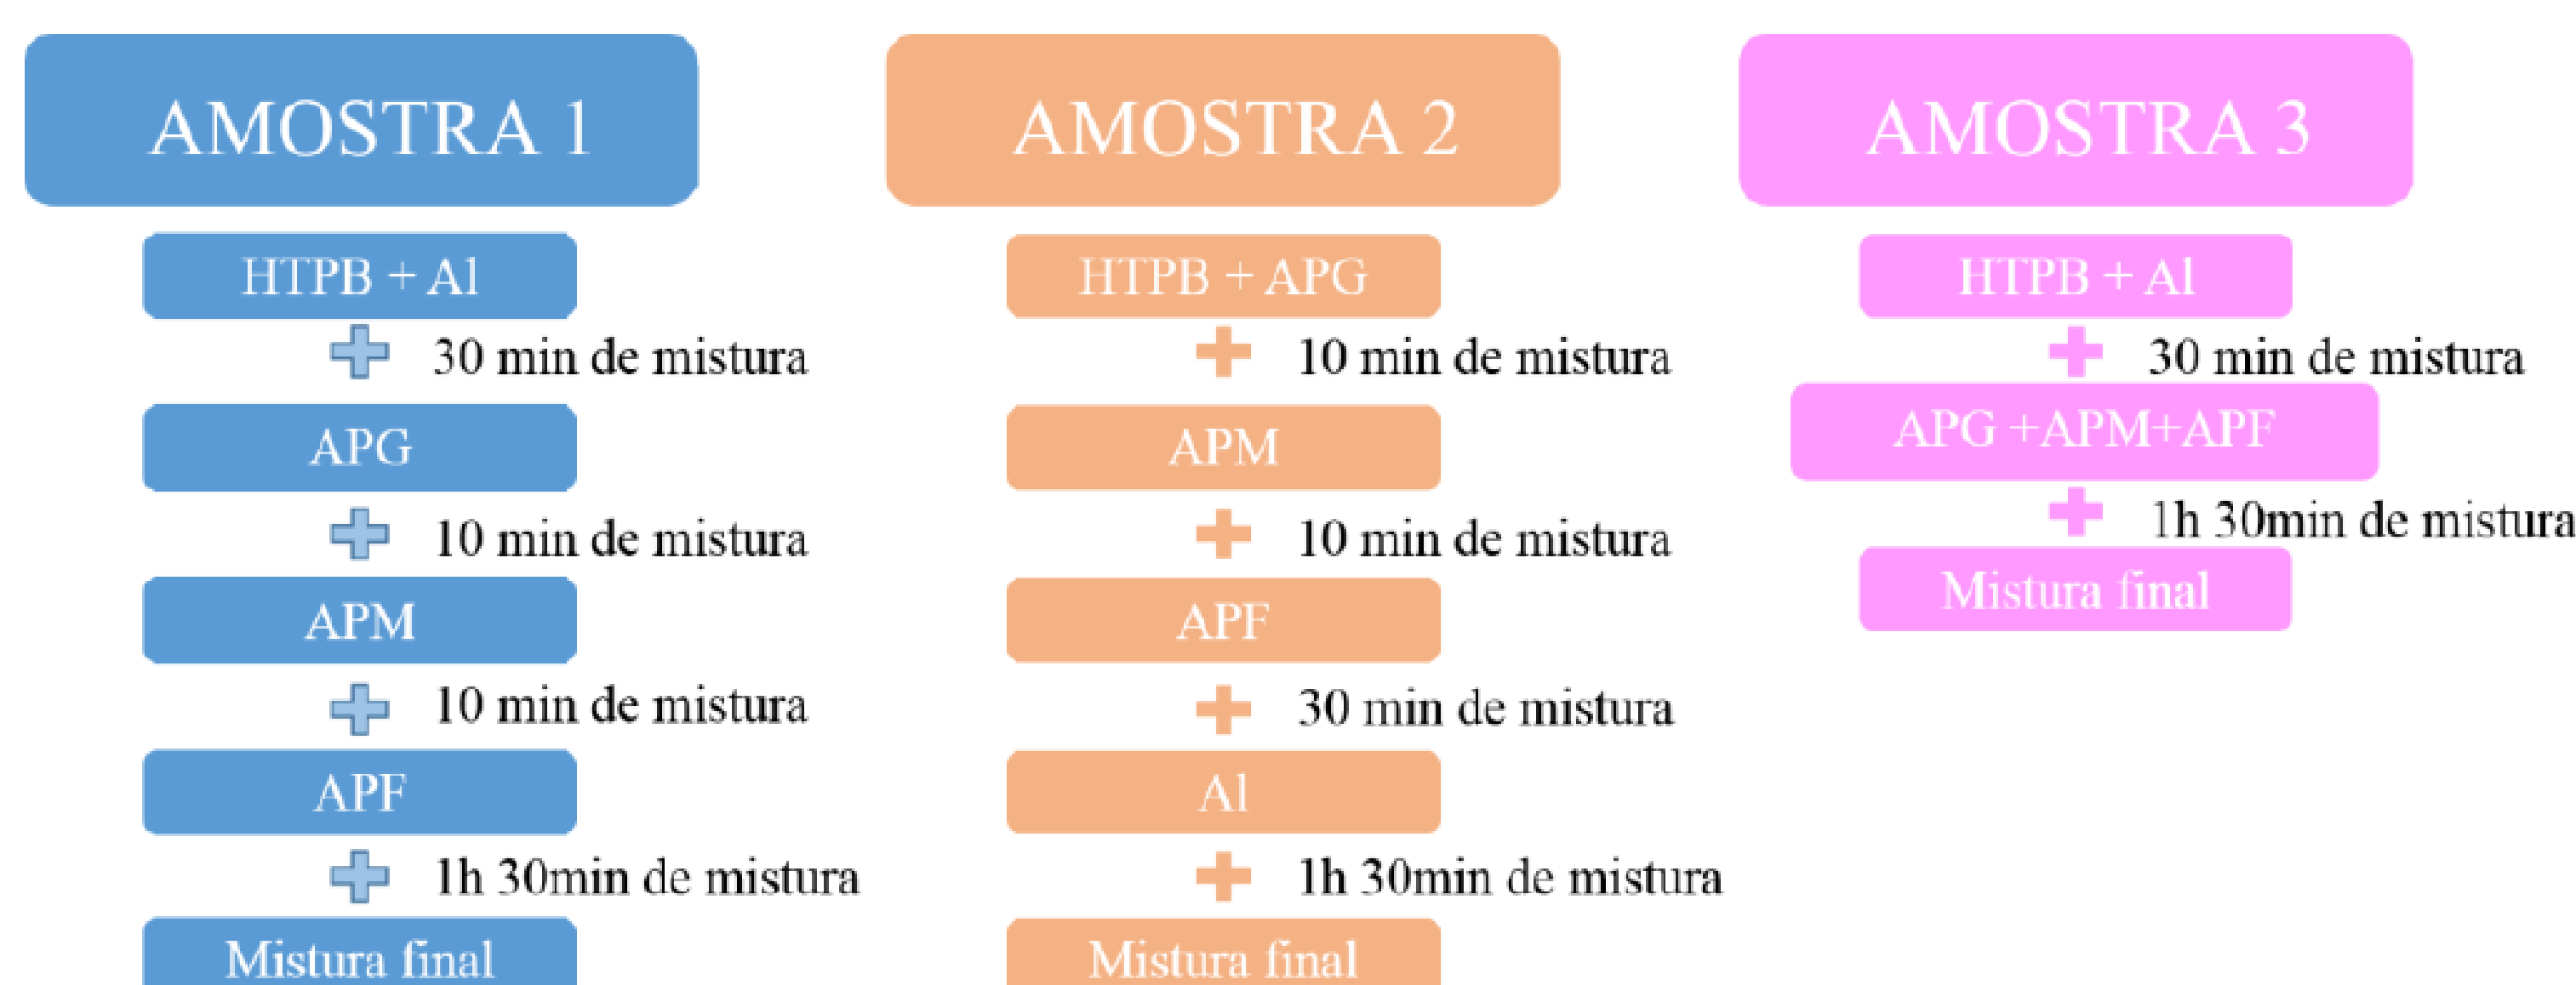 AMOSTRA 1
HTPB + Al
30 min de mistura
APG
10 min de mistura
APM
10 min de mistura
APF
1h 30min de mistura
Mistura final
AMOSTRA 2
HTPB + APG
10 min de mistura
APM
10 min de mistura
APF
30 min de mistura
Al
1h 30min de mistura
Mistura final
AMOSTRA 3
HTPB + Al
30 min de mistura
APG +APM+APF
1h 30min de mistura
Mistura final